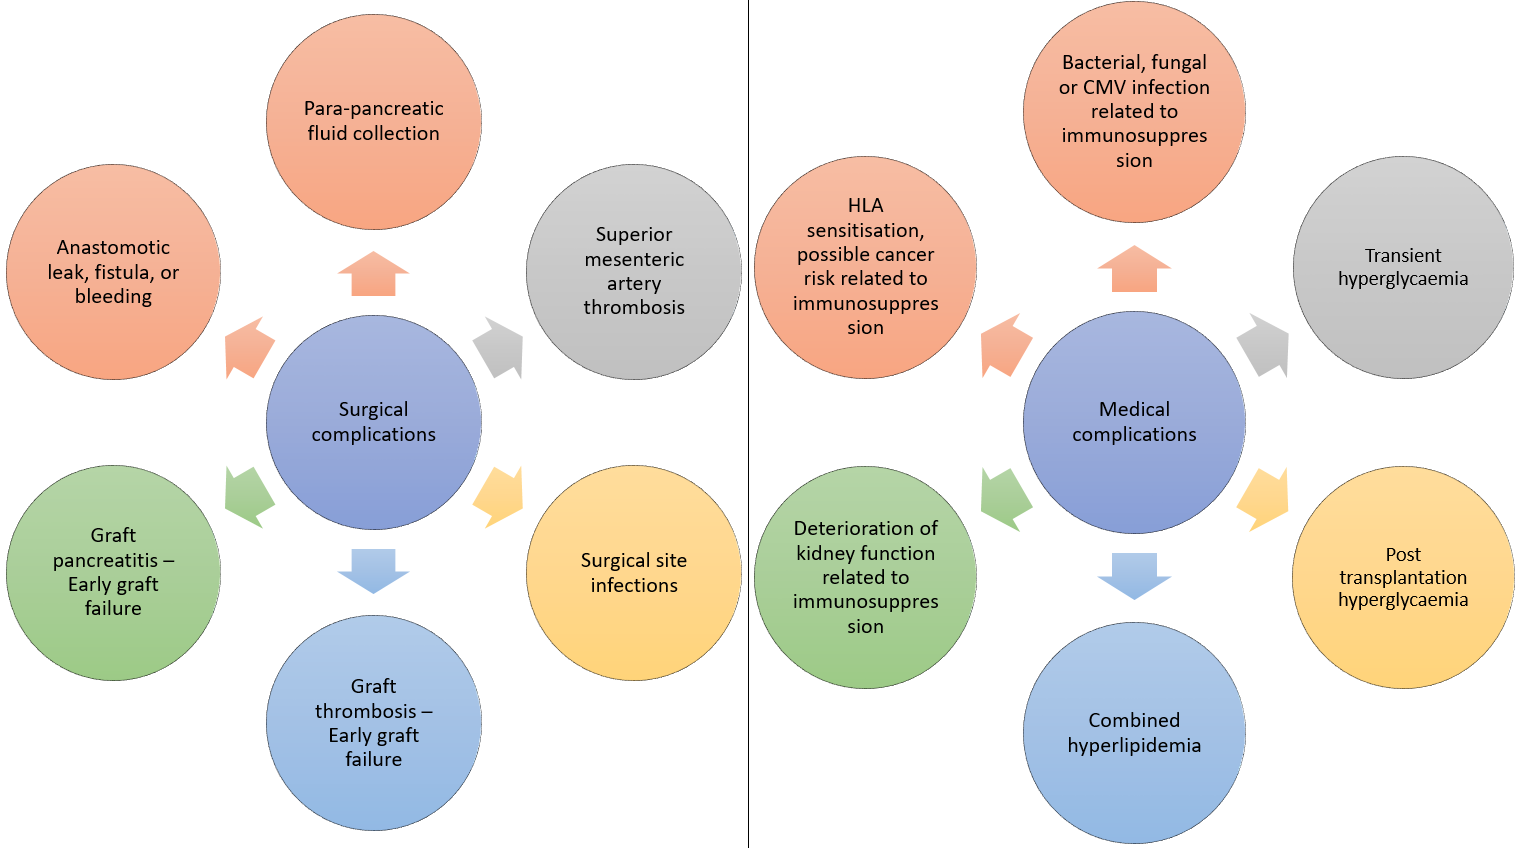 Para-pancreatic
fluid collection
Superior
mesenteric
artery
thrombosis
Surgical site
infections
Graft
thrombosis –
Early graft
failure
Graft
pancreatitis –
Early graft
failure
Anastomotic
leak, fistula, or
bleeding
Surgical
complications
Bacterial, fungal
or CMV infection
related to
immunosuppres
sion
Transient
hyperglycaemia
Post
transplantation
hyperglycaemia
Combined
hyperlipidemia
Deterioration of
kidney function
related to
immunosuppres
sion
HLA
sensitisation,
possible cancer
risk related to
immunosuppres
sion
Medical
complications